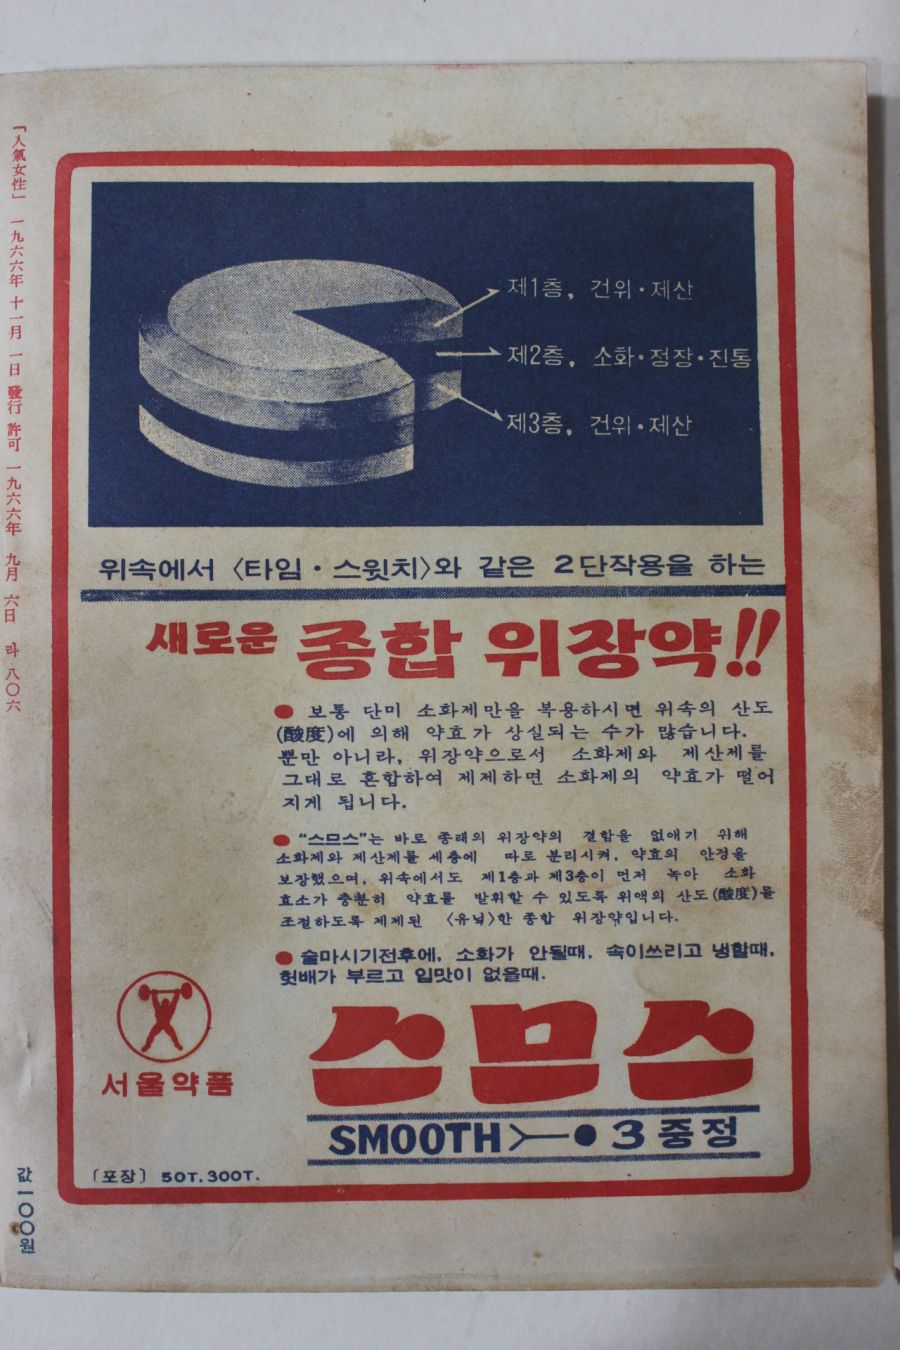 「人氣女性」 一九六六年 十一月 一日 發行 許可 一九六六年 九月 六日 라 八〇六
제1층, 건위·제산
제2층, 소화·정장·진통
제3층, 건위·제산
위속에서 〈타임·스윗치〉와 같은 2단작용을 하는
새로운 종합 위장약!!
● 보통 단미 소화제만을 복용하시면 위속의 산도
(酸度)에 의해 약효가 상실되는 수가 많습니다.
뿐만 아니라, 위장약으로서 소화제와 제산제를
그대로 혼합하여 제제하면 소화제의 약효가 떨어
지게 됩니다.
● “스므스”는 바로 종래의 위장약의 결함을 없애기 위해
소화제와 제산제를 세층에 따로 분리시켜, 약효의 안정을
보장했으며, 위속에서도 제1층과 제3층이 먼저 녹아 소화
효소가 충분히 약효를 발휘할 수 있도록 위액의 산도(酸度)를
조절하도록 제제된 〈유닠〉한 종합 위장약입니다.
● 술마시기전후에, 소화가 안될때, 속이쓰리고 냉할때,
헛배가 부르고 입맛이 없을때.
서울약품
스므스
SMOOTH 3중정
〔포장〕 50T. 300T.
값 一〇〇원